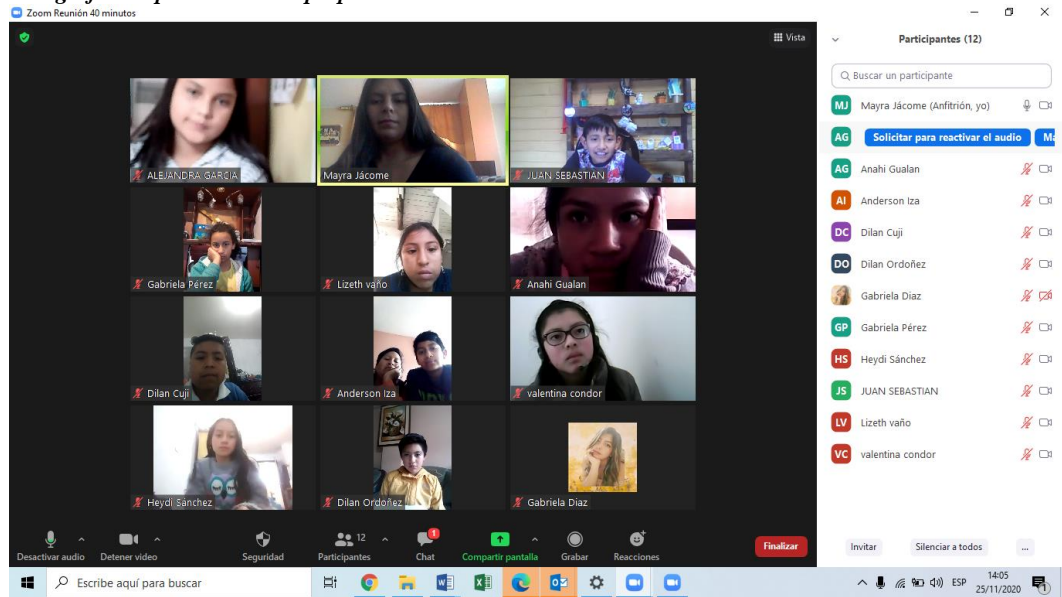 Zoom Reunión 40 minutos
Vista
ALEJANDRA GARCIA
Mayra Jácome
JUAN SEBASTIAN
Gabriela Pérez
Lizeth vaño
Anahi Gualan
Dilan Cuji
Anderson Iza
valentina condor
Heydi Sánchez
Dilan Ordoñez
Gabriela Diaz
Participantes (12)
Buscar un participante
MJ Mayra Jácome (Anfitrión, yo)
AG Solicitar para reactivar el audio
AG Anahi Gualan
AI Anderson Iza
DC Dilan Cuji
DO Dilan Ordoñez
Gabriela Diaz
GP Gabriela Pérez
HS Heydi Sánchez
JS JUAN SEBASTIAN
LV Lizeth vaño
VC valentina condor
Invitar Silenciar a todos ...
Desactivar audio Detener video Seguridad 12 Participantes 1 Chat Compartir pantalla Grabar Reacciones Finalizar
Escribe aquí para buscar
ESP 14:05
25/11/2020
1